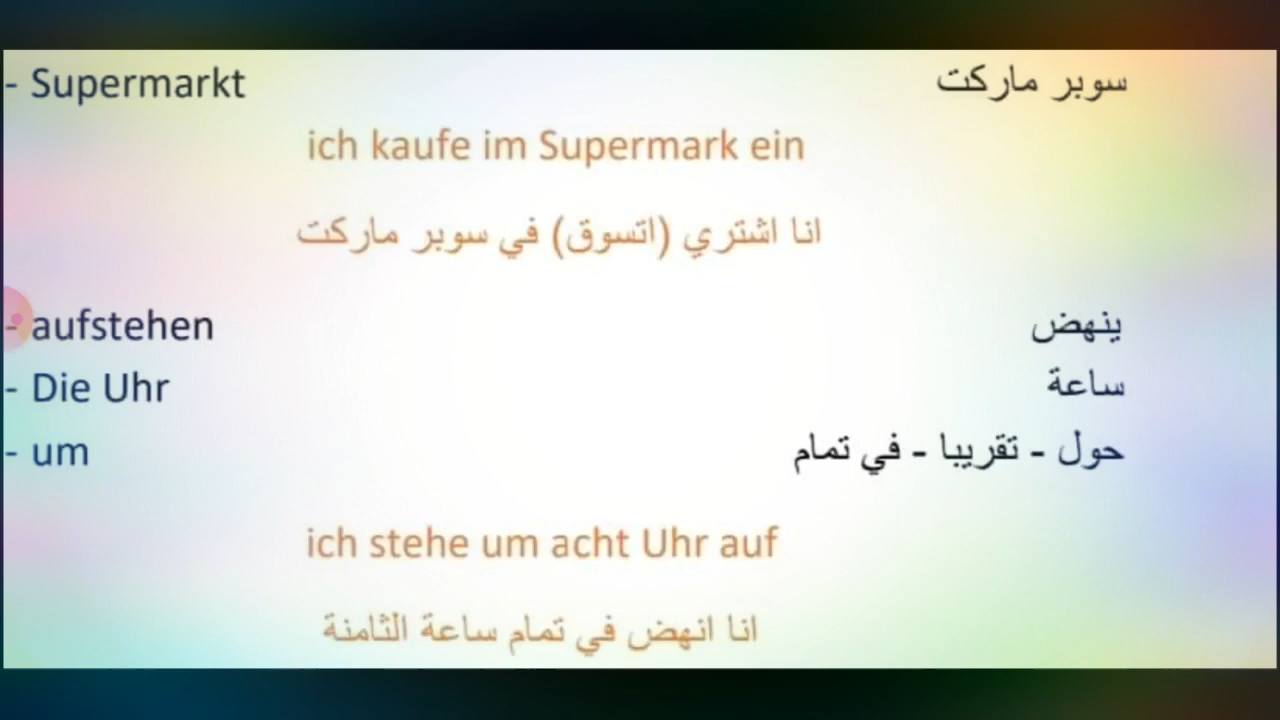 - Supermarkt سوبر ماركت
ich kaufe im Supermark ein
انا اشتري (اتسوق) في سوبر ماركت
- aufstehen ينهض
- Die Uhr ساعة
- um حول - تقريبا - في تمام
ich stehe um acht Uhr auf
انا انهض في تمام ساعة الثامنة